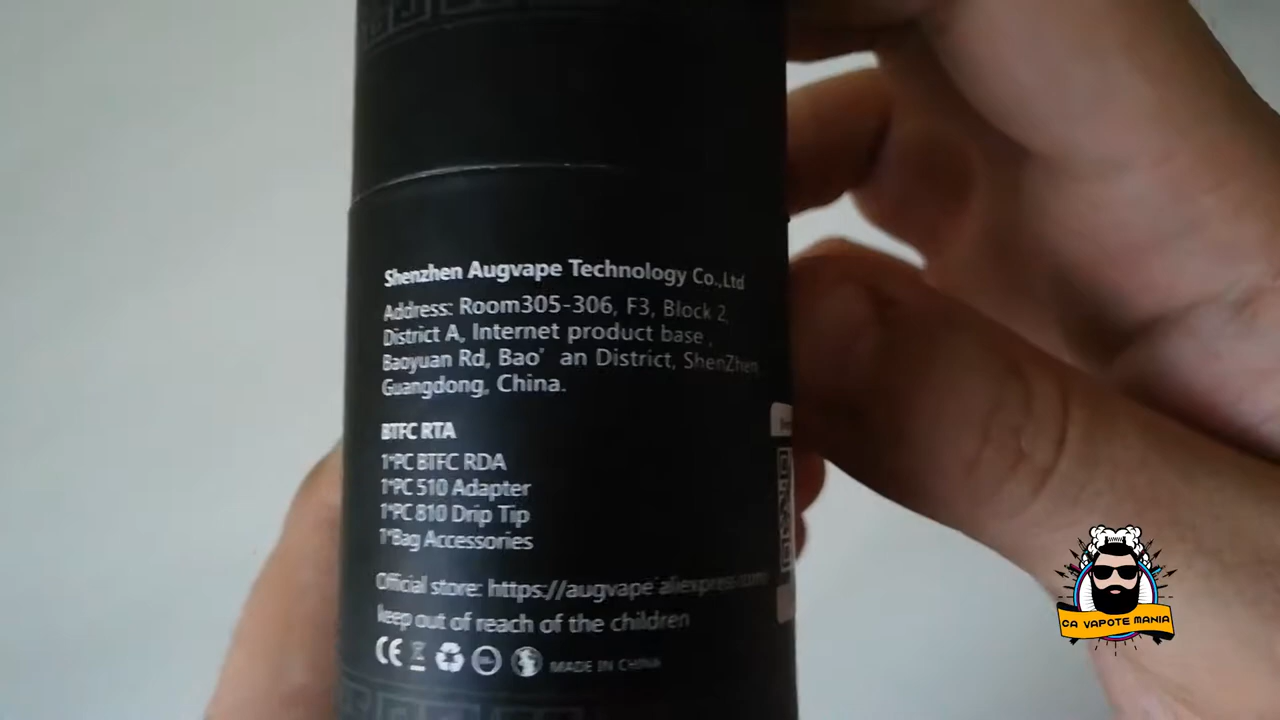 Shenzhen Augvape Technology Co.,Ltd
Address: Room305-306, F3, Block 2,
District A, Internet product base ,
Baoyuan Rd, Bao' an District, ShenZhen,
Guangdong, China.
BTFC RTA
1*PC BTFC RDA
1*PC 510 Adapter
1*PC 810 Drip Tip
1*Bag Accessories
Official store: https://augvape.aliexpress.com/
keep out of reach of the children
CE
MADE IN CHINA
CA VAPOTE MANIA